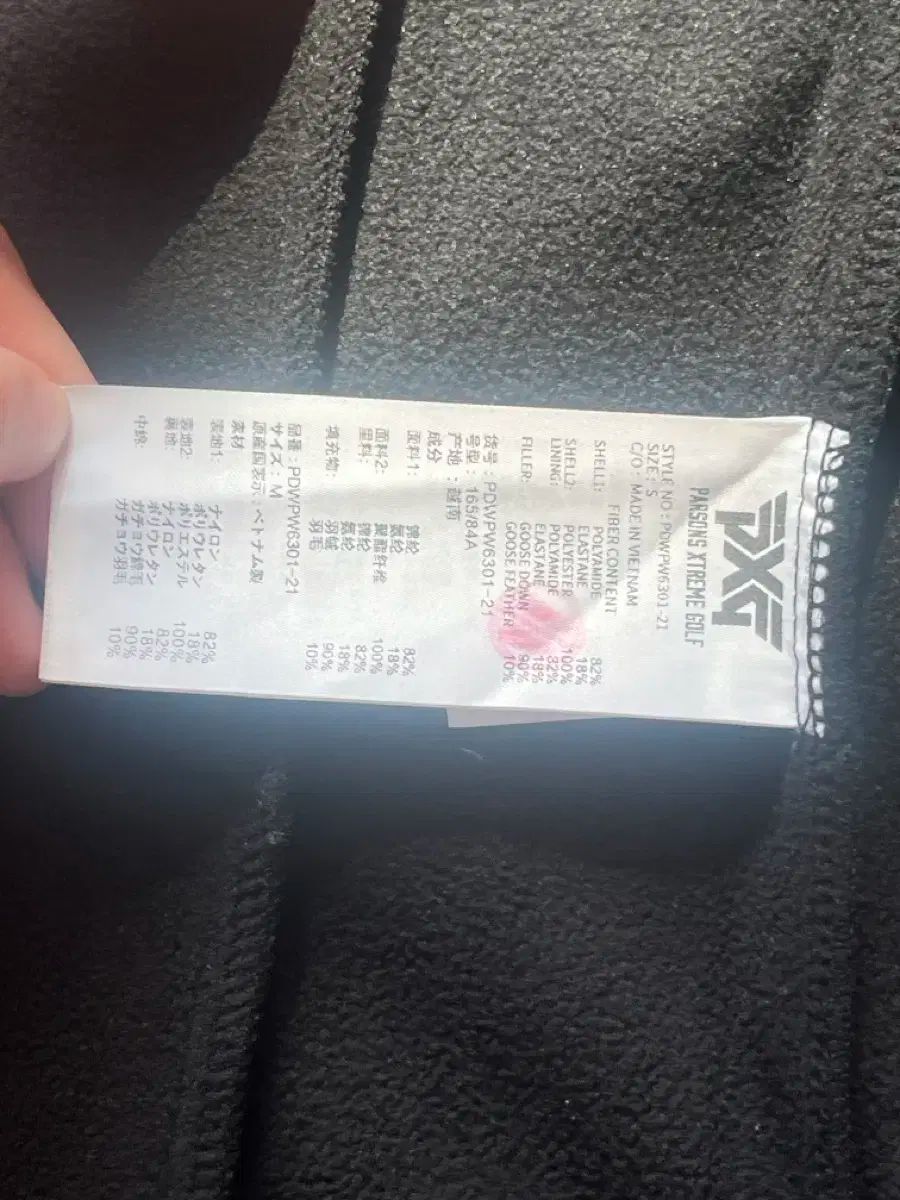 PXG
PARSONS XTREME GOLF
STYLE NO : PDWPW6301-21
SIZE : S
C/O : MADE IN VIETNAM
FIBER CONTENT
SHELL1: POLYAMIDE 82%
ELASTANE 18%
SHELL2: POLYESTER 100%
LINING: POLYAMIDE 82%
ELASTANE 18%
FILLER: GOOSE DOWN 90%
GOOSE FEATHER 10%
货号 : PDWPW6301-21
号型 : 165/84A
产地 : 越南
成分
面料1: 锦纶 82%
氨纶 18%
面料2: 聚酯纤维 100%
里料: 锦纶 82%
氨纶 18%
填充物: 羽绒 90%
羽毛 10%
品番 : PDWPW6301-21
サイズ : M
原産国表示 : ベトナム製
素材
表地1: ナイロン 82%
ポリウレタン 18%
表地2: ポリエステル 100%
裏地: ナイロン 82%
ポリウレタン 18%
中綿: ガチョウ綿毛 90%
ガチョウ羽毛 10%